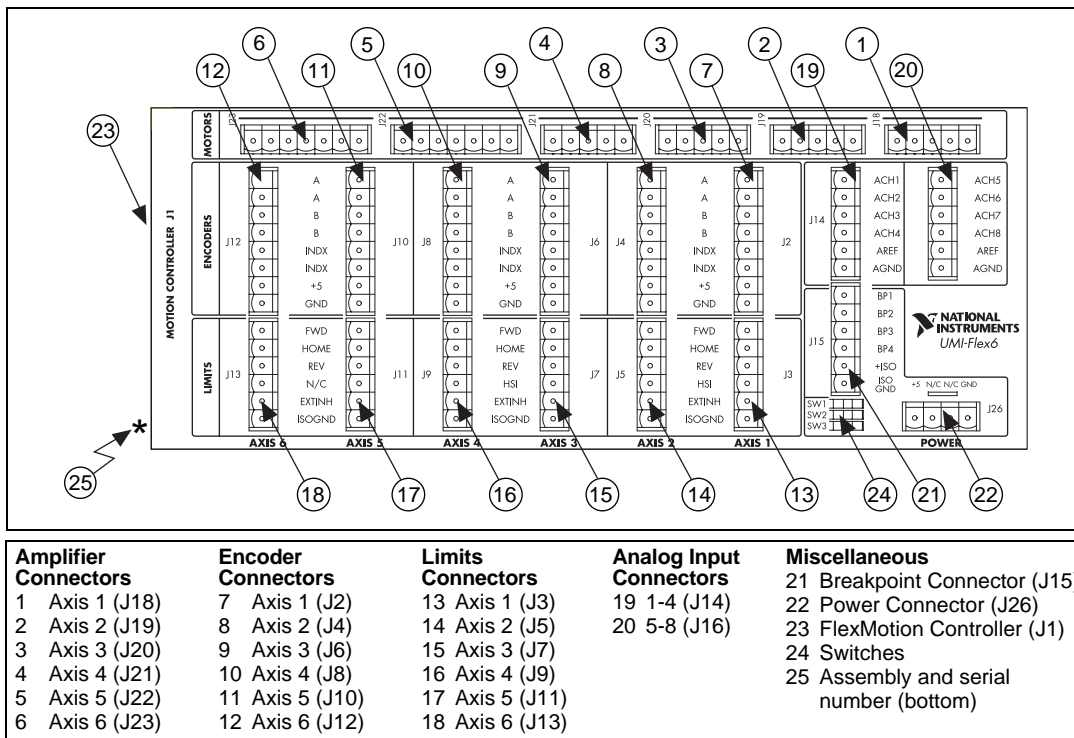 6 5 4 3 2 1
12 11 10 9 8 7 19 20
23
MOTORS
J23 J22 J21 J20 J19 J18
MOTION CONTROLLER J1
ENCODERS
J12 J10 J8 J6 J4 J2 J14
A A A ACH1 ACH5
A A A ACH2 ACH6
B B B ACH3 ACH7
B B B ACH4 ACH8
INDX INDX INDX AREF AREF
INDX INDX INDX AGND AGND
+5 +5 +5
GND GND GND
LIMITS
J13 J11 J9 J7 J5 J3 J15
FWD FWD FWD
HOME HOME HOME
REV REV REV
N/C HSI HSI
EXTINH EXTINH EXTINH
ISOGND ISOGND ISOGND
BP1
BP2
BP3
BP4
+ISO
ISO
GND
NATIONAL
INSTRUMENTS
UMI-Flex6
+5 N/C N/C GND
J26
SW1
SW2
SW3
AXIS 6 AXIS 5 AXIS 4 AXIS 3 AXIS 2 AXIS 1 POWER
*
25
18 17 16 15 14 13 24 21 22
Amplifier
Connectors
1 Axis 1 (J18)
2 Axis 2 (J19)
3 Axis 3 (J20)
4 Axis 4 (J21)
5 Axis 5 (J22)
6 Axis 6 (J23)
Encoder
Connectors
7 Axis 1 (J2)
8 Axis 2 (J4)
9 Axis 3 (J6)
10 Axis 4 (J8)
11 Axis 5 (J10)
12 Axis 6 (J12)
Limits
Connectors
13 Axis 1 (J3)
14 Axis 2 (J5)
15 Axis 3 (J7)
16 Axis 4 (J9)
17 Axis 5 (J11)
18 Axis 6 (J13)
Analog Input
Connectors
19 1-4 (J14)
20 5-8 (J16)
Miscellaneous
21 Breakpoint Connector (J15)
22 Power Connector (J26)
23 FlexMotion Controller (J1)
24 Switches
25 Assembly and serial
number (bottom)